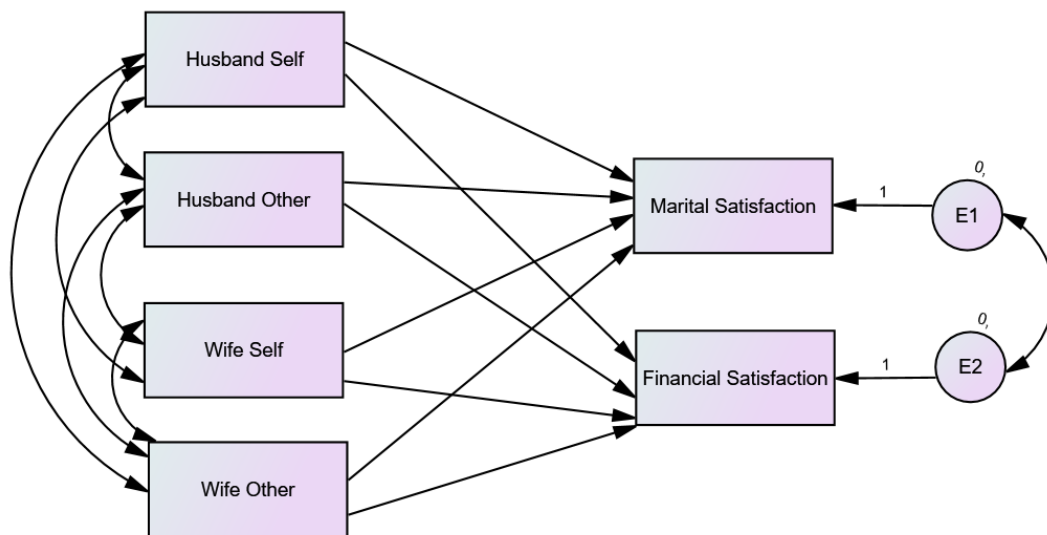 Husband Self
Husband Other
Wife Self
Wife Other
Marital Satisfaction
Financial Satisfaction
1
0,
E1
1
0,
E2